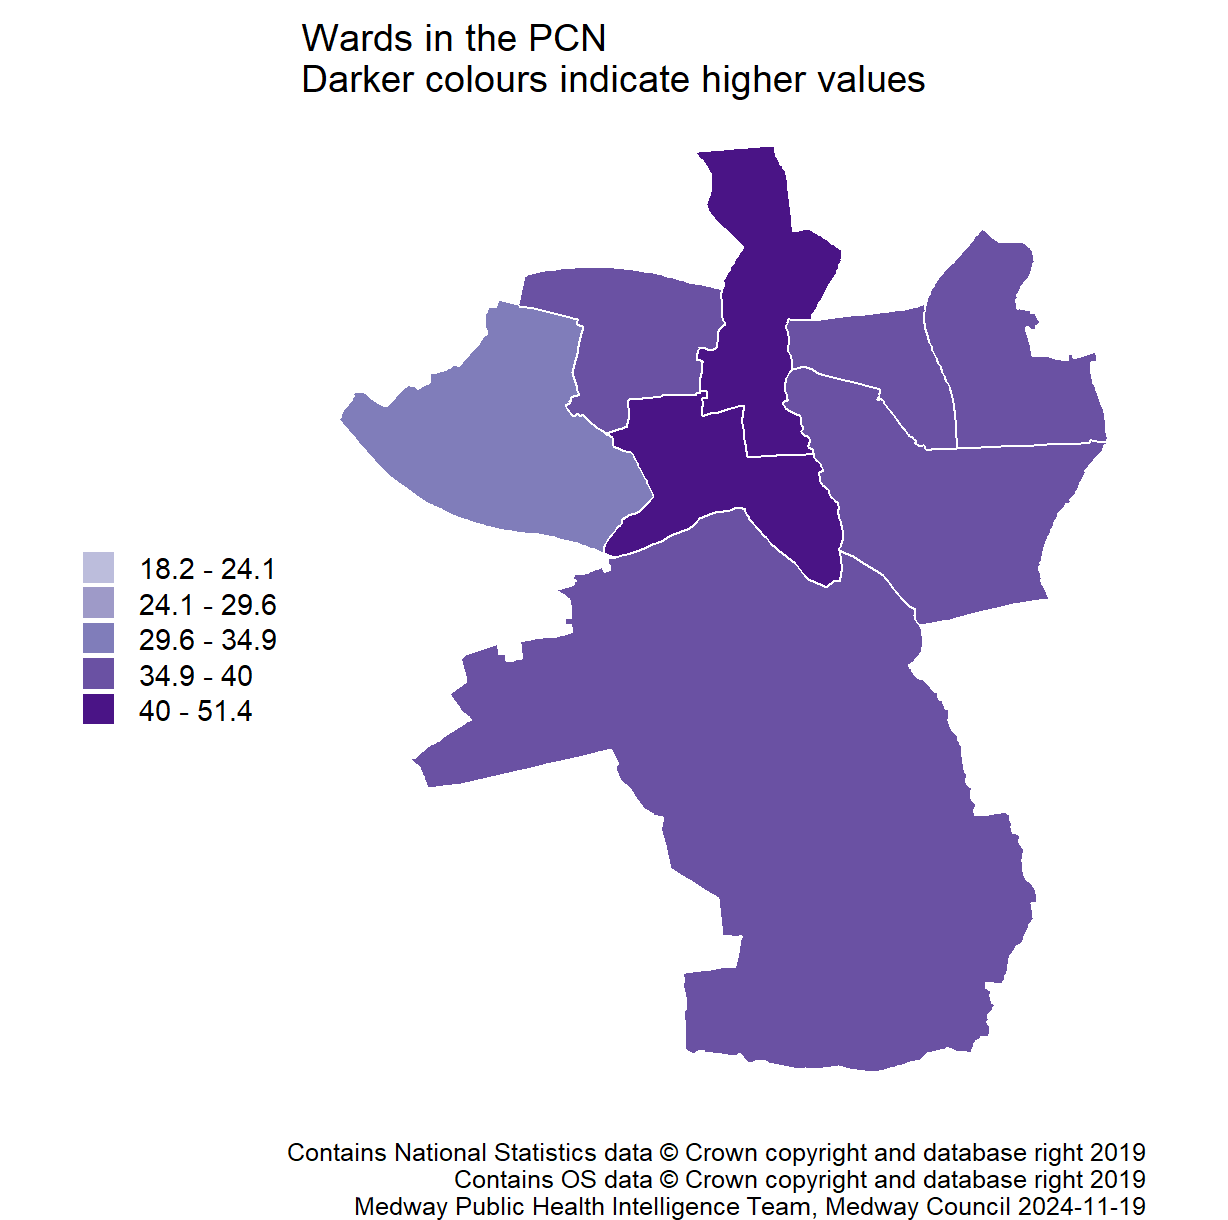 Wards in the PCN
Darker colours indicate higher values
18.2 - 24.1
24.1 - 29.6
29.6 - 34.9
34.9 - 40
40 - 51.4
Contains National Statistics data © Crown copyright and database right 2019
Contains OS data © Crown copyright and database right 2019
Medway Public Health Intelligence Team, Medway Council 2024-11-19